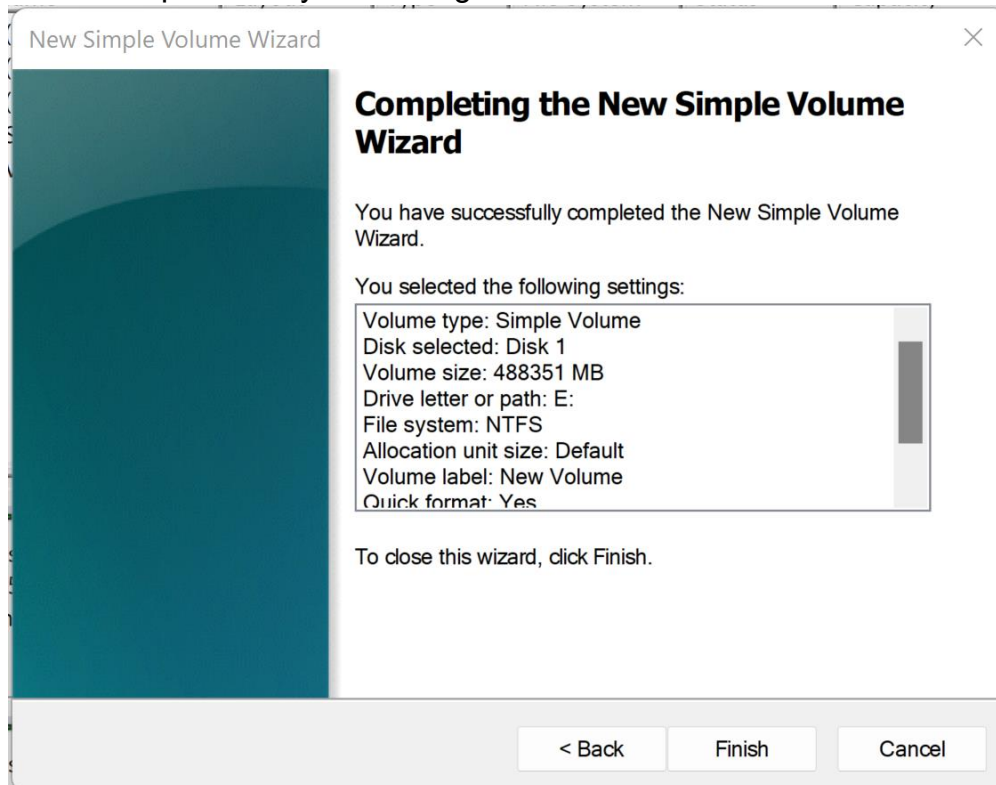 New Simple Volume Wizard
Completing the New Simple Volume
Wizard
You have successfully completed the New Simple Volume
Wizard.
You selected the following settings:
Volume type: Simple Volume
Disk selected: Disk 1
Volume size: 488351 MB
Drive letter or path: E:
File system: NTFS
Allocation unit size: Default
Volume label: New Volume
Quick format: Yes
To close this wizard, click Finish.
< Back Finish Cancel